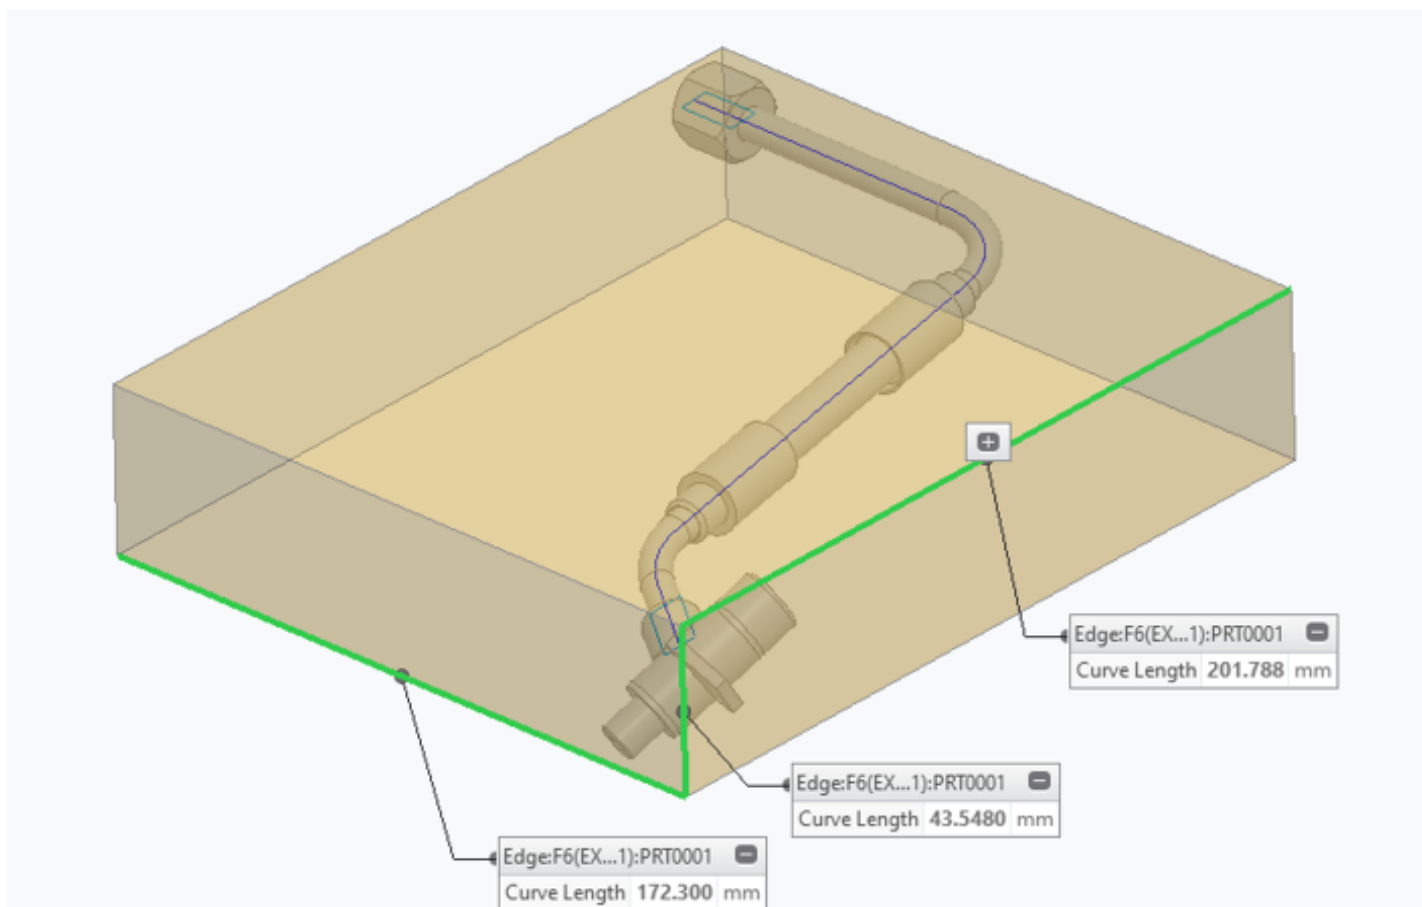 Edge:F6(EX...1):PRT0001
Curve Length 201.788 mm
Edge:F6(EX...1):PRT0001
Curve Length 43.5480 mm
Edge:F6(EX...1):PRT0001
Curve Length 172.300 mm